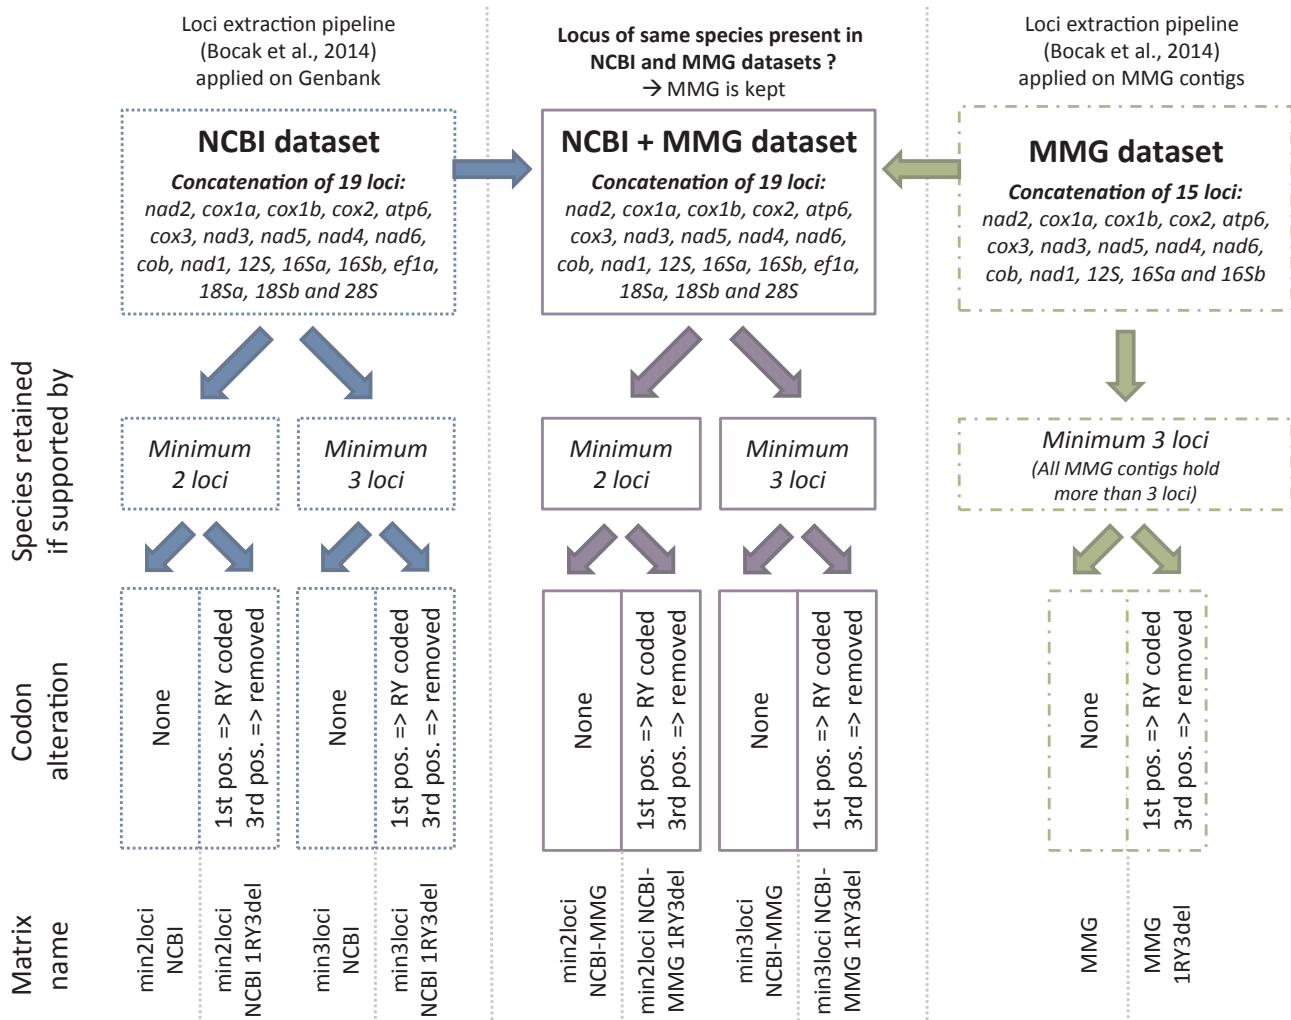 Loci extraction pipeline
(Bocak et al., 2014)
applied on Genbank
Locus of same species present in
NCBI and MMG datasets ?
→ MMG is kept
Loci extraction pipeline
(Bocak et al., 2014)
applied on MMG contigs
NCBI dataset
Concatenation of 19 loci:
nad2, cox1a, cox1b, cox2, atp6,
cox3, nad3, nad5, nad4, nad6,
cob, nad1, 12S, 16Sa, 16Sb, ef1a,
18Sa, 18Sb and 28S
NCBI + MMG dataset
Concatenation of 19 loci:
nad2, cox1a, cox1b, cox2, atp6,
cox3, nad3, nad5, nad4, nad6,
cob, nad1, 12S, 16Sa, 16Sb, ef1a,
18Sa, 18Sb and 28S
MMG dataset
Concatenation of 15 loci:
nad2, cox1a, cox1b, cox2, atp6,
cox3, nad3, nad5, nad4, nad6,
cob, nad1, 12S, 16Sa and 16Sb
Species retained
if supported by
Minimum
2 loci
Minimum
3 loci
Minimum
2 loci
Minimum
3 loci
Minimum 3 loci
(All MMG contigs hold
more than 3 loci)
Codon
alteration
None
1st pos. => RY coded
3rd pos. => removed
None
1st pos. => RY coded
3rd pos. => removed
None
1st pos. => RY coded
3rd pos. => removed
None
1st pos. => RY coded
3rd pos. => removed
None
1st pos. => RY coded
3rd pos. => removed
Matrix
name
min2loci
NCBI
min2loci
NCBI 1RY3del
min3loci
NCBI
min3loci
NCBI 1RY3del
min2loci
NCBI-MMG
min2loci NCBI-
MMG 1RY3del
min3loci
NCBI-MMG
min3loci NCBI-
MMG 1RY3del
MMG
MMG
1RY3del